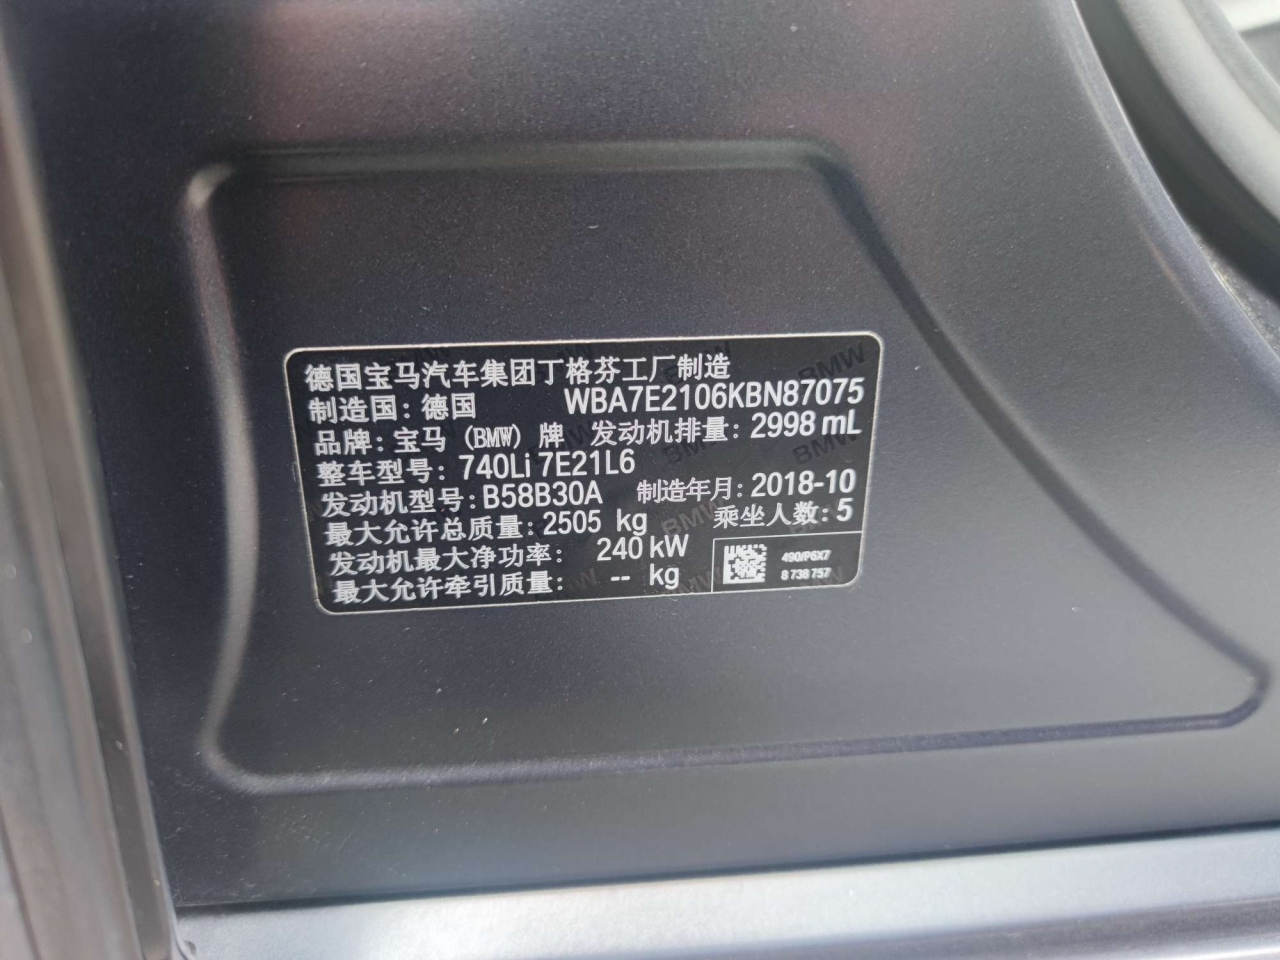 德国宝马汽车集团丁格芬工厂制造
制造国：德国 WBA7E2106KBN87075
品牌：宝马 (BMW) 牌 发动机排量：2998 mL
整车型号：740Li 7E21L6
发动机型号：B58B30A 制造年月：2018-10
最大允许总质量：2505 kg 乘坐人数：5
发动机最大净功率： 240 kW
最大允许牵引质量： -- kg
490/P6X7
8 738 757